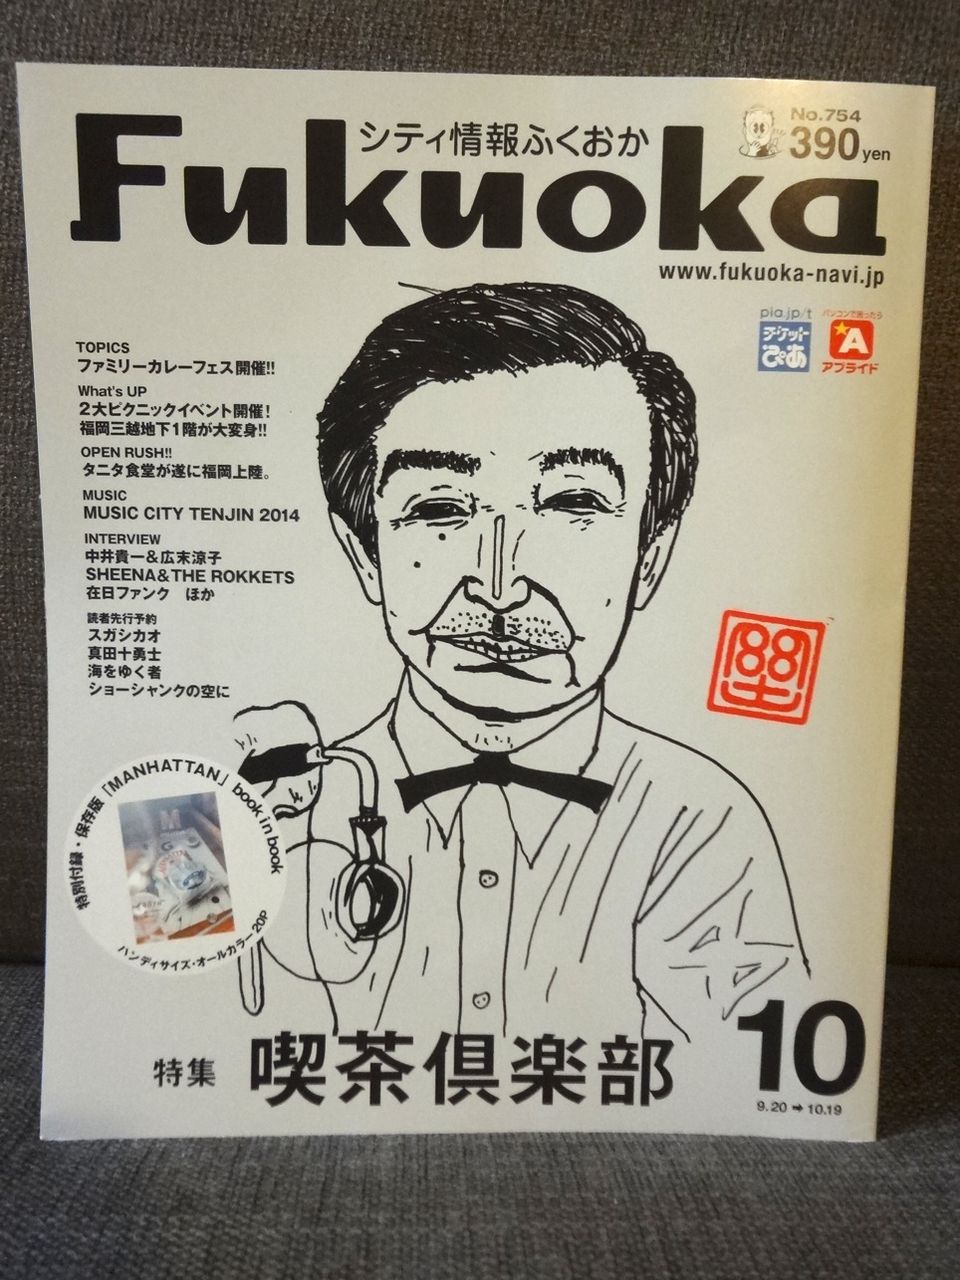 シティ情報ふくおか
Fukuoka
No.754
390yen
www.fukuoka-navi.jp
pia.jp/t
チケット
ぴあ
パソコンで困ったら
A
アプライド
TOPICS
ファミリーカレーフェス開催!!
What's UP
2大ピクニックイベント開催!
福岡三越地下1階が大変身!!
OPEN RUSH!!
タニタ食堂が遂に福岡上陸。
MUSIC
MUSIC CITY TENJIN 2014
INTERVIEW
中井貴一&広末涼子
SHEENA&THE ROKKETS
在日ファンク ほか
読者先行予約
スガシカオ
真田十勇士
海をゆく者
ショーシャンクの空に
特別付録・保存版「MANHATTAN」book in book
M
ハンディサイズ・オールカラー20P
特集 喫茶倶楽部
10
9.20➡10.19